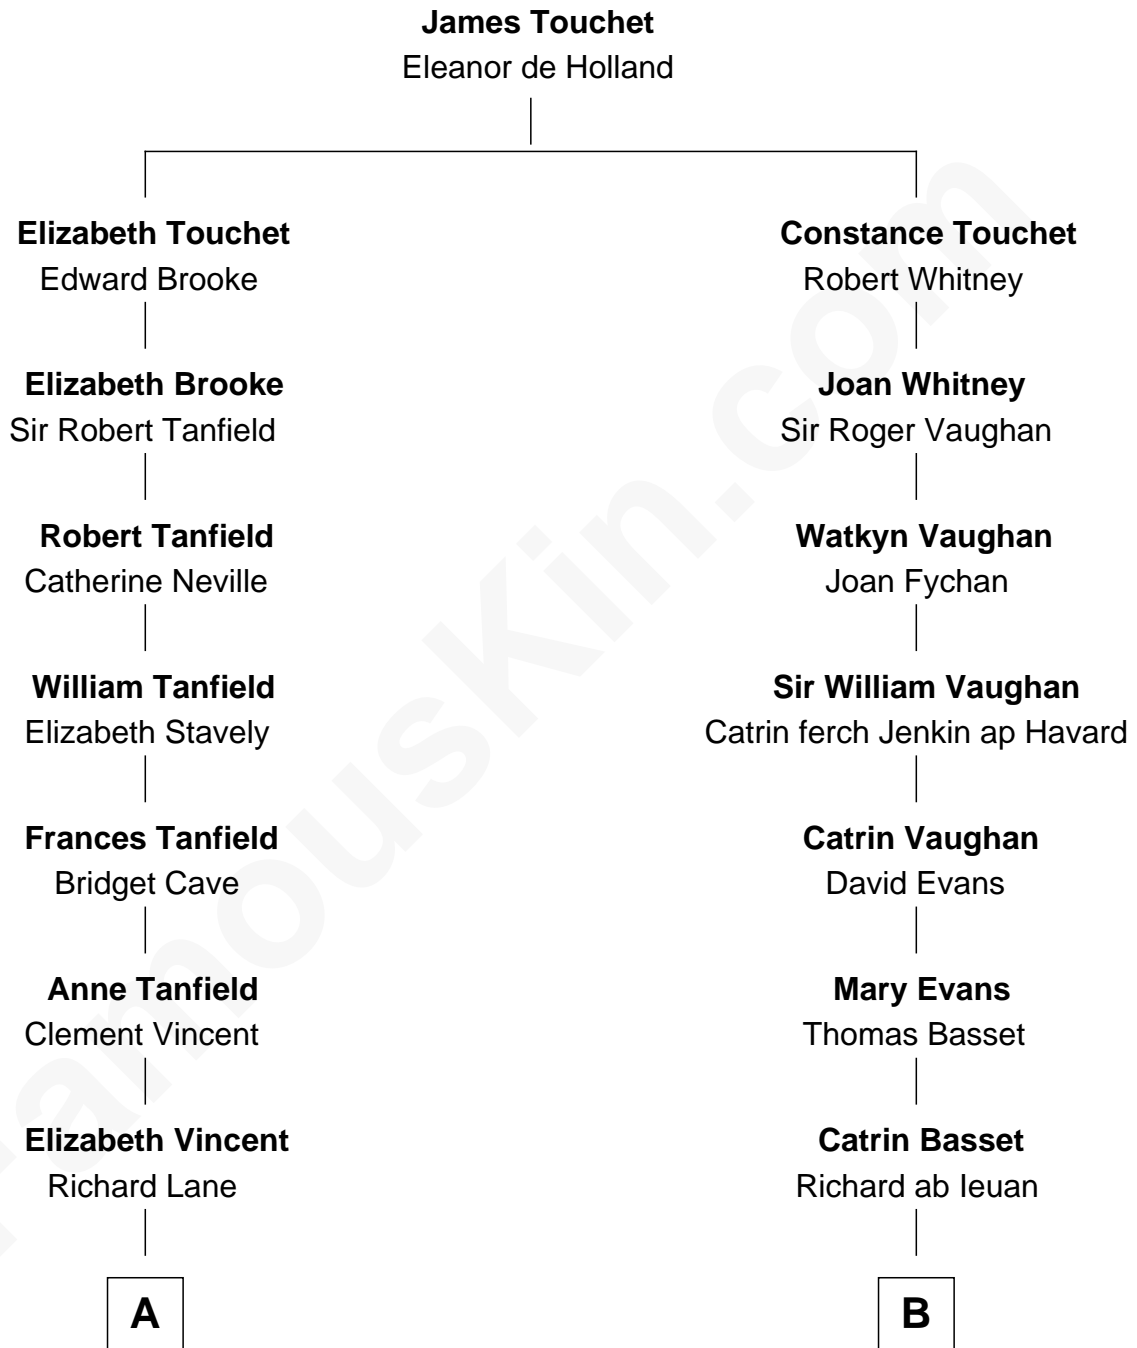 James Touchet
Eleanor de Holland
Elizabeth Touchet
Edward Brooke
Constance Touchet
Robert Whitney
Elizabeth Brooke
Sir Robert Tanfield
Joan Whitney
Sir Roger Vaughan
Robert Tanfield
Catherine Neville
Watkyn Vaughan
Joan Fychan
William Tanfield
Elizabeth Stavely
Sir William Vaughan
Catrin ferch Jenkin ap Havard
Frances Tanfield
Bridget Cave
Catrin Vaughan
David Evans
Anne Tanfield
Clement Vincent
Mary Evans
Thomas Basset
Elizabeth Vincent
Richard Lane
Catrin Basset
Richard ab Ieuan
A
B
FamousKin.com